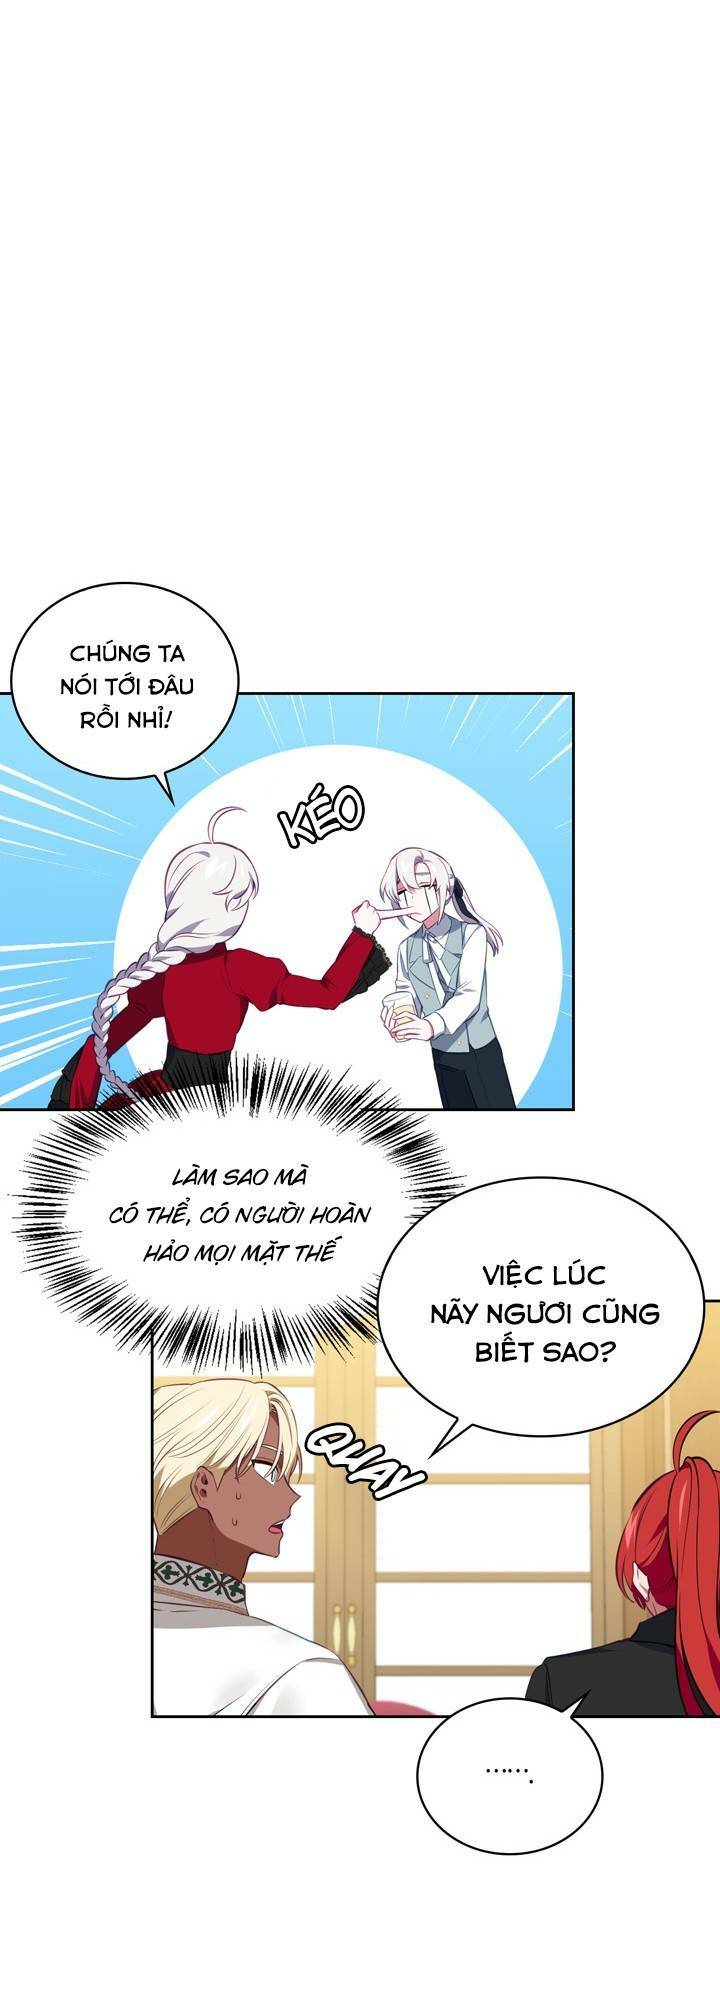 CHÚNG TA
NÓI TỚI ĐÂU
RỒI NHỈ!
KÉO
LÀM SAO MÀ
CÓ THỂ, CÓ NGƯỜI HOÀN
HẢO MỌI MẶT THẾ
VIỆC LÚC
NÃY NGƯƠI CŨNG
BIẾT SAO?
QUAY
.......